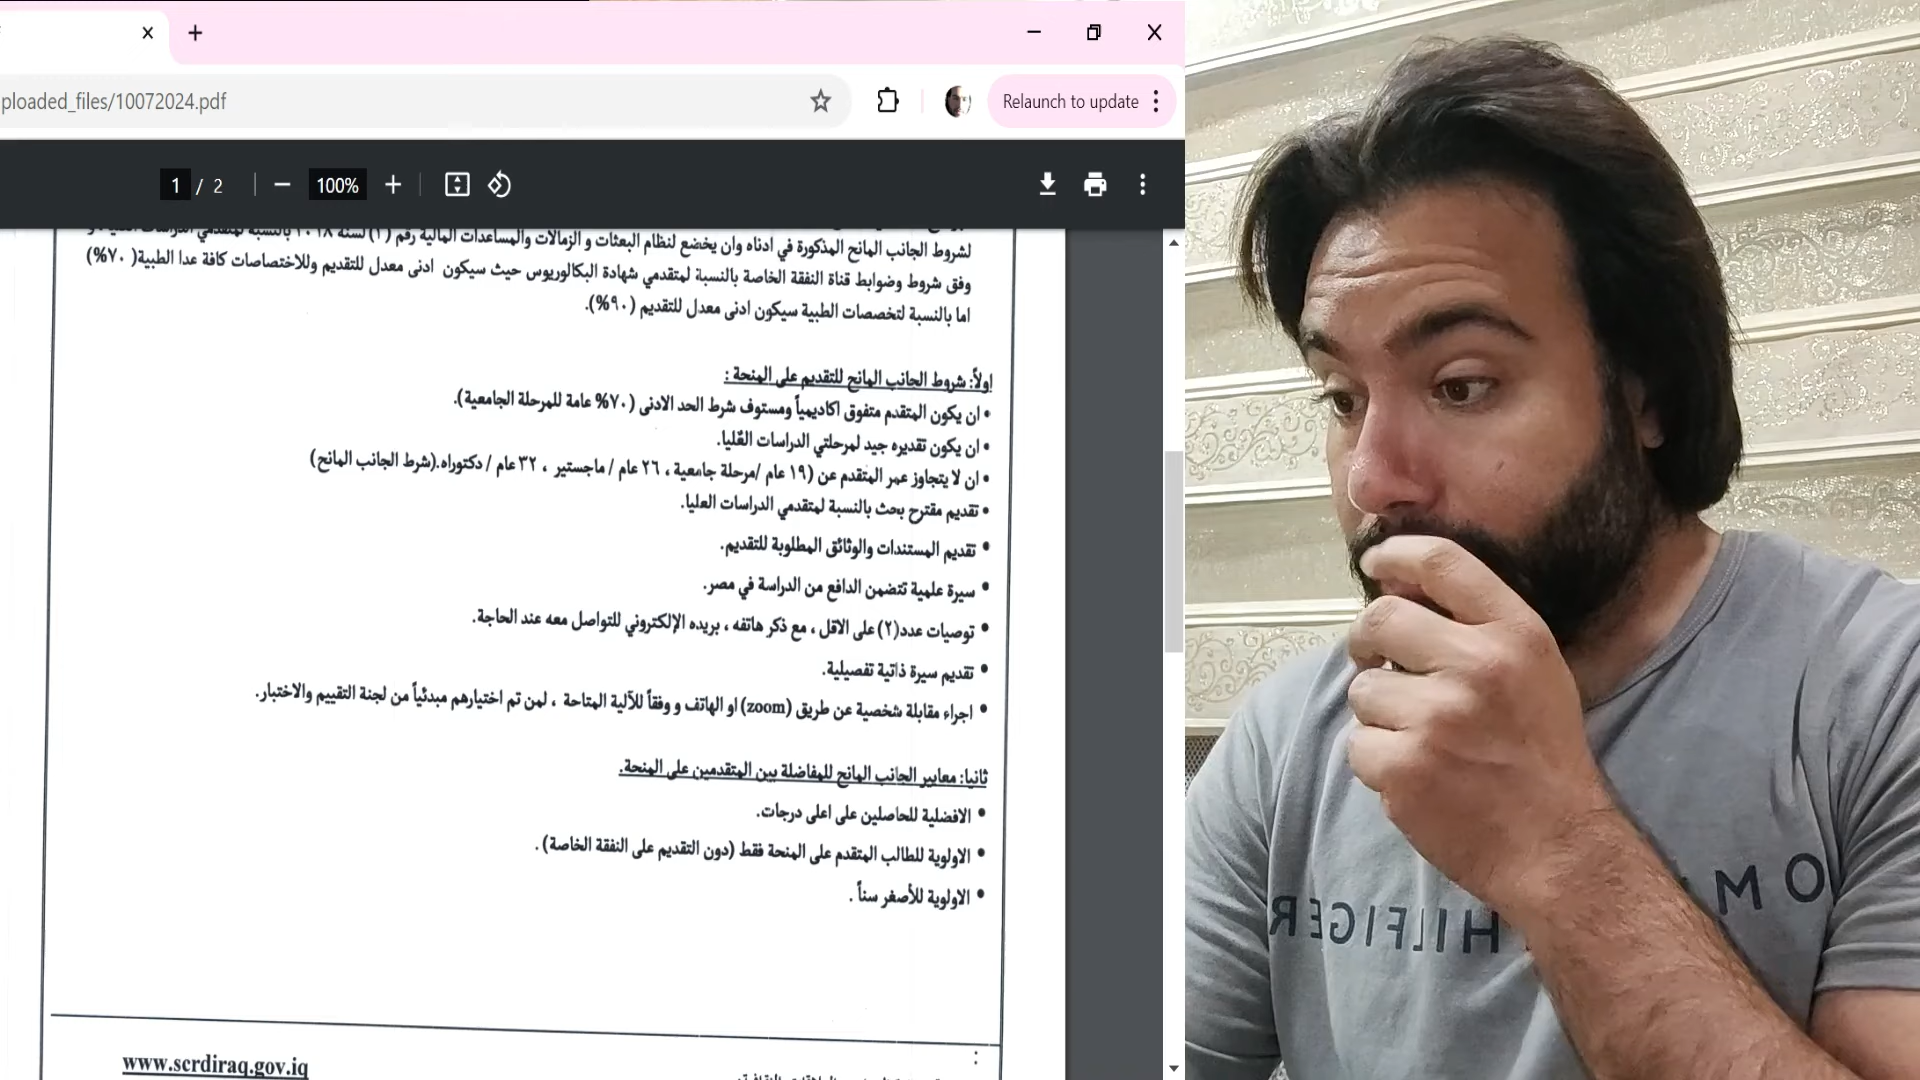 Relaunch to update
ploaded_files/10072024.pdf
1 / 2
100%
لشروط الجانب المانح المذكورة في ادناه وان يخضع لنظام البعثات و الزمالات والمساعدات المالية رقم (١) لسنة ٢٠١٨ بالنسبة لمتقدمي الدراسات
وفق شروط وضوابط قناة النفقة الخاصة بالنسبة لمتقدمي شهادة البكالوريوس حيث سيكون ادنى معدل للتقديم وللاختصاصات كافة عدا الطبية( ٧٠%)
اما بالنسبة لتخصصات الطبية سيكون ادنى معدل للتقديم (٩٠%).
اولاً: شروط الجانب المانح للتقديم على المنحة :
• ان يكون المتقدم متفوق اكاديمياً ومستوف شرط الحد الادنى (٧٠% عامة للمرحلة الجامعية).
• ان يكون تقديره جيد لمرحلتي الدراسات العُليا.
• ان لا يتجاوز عمر المتقدم عن (١٩ عام /مرحلة جامعية ، ٢٦ عام / ماجستير ، ٣٢ عام / دكتوراه.(شرط الجانب المانح)
• تقديم مقترح بحث بالنسبة لمتقدمي الدراسات العليا.
• تقديم المستندات والوثائق المطلوبة للتقديم.
• سيرة علمية تتضمن الدافع من الدراسة في مصر.
• توصيات عدد(٢) على الاقل ، مع ذكر هاتفه ، بريده الإلكتروني للتواصل معه عند الحاجة.
• تقديم سيرة ذاتية تفصيلية.
• اجراء مقابلة شخصية عن طريق (zoom) او الهاتف و وفقاً للآلية المتاحة ، لمن تم اختيارهم مبدئياً من لجنة التقييم والاختبار.
ثانيا: معايير الجانب المانح للمفاضلة بين المتقدمين على المنحة.
• الافضلية للحاصلين على اعلى درجات.
• الاولوية للطالب المتقدم على المنحة فقط (دون التقديم على النفقة الخاصة) .
• الاولوية للأصغر سناً .
www.scrdiraq.gov.iq
OM
HILFIGER